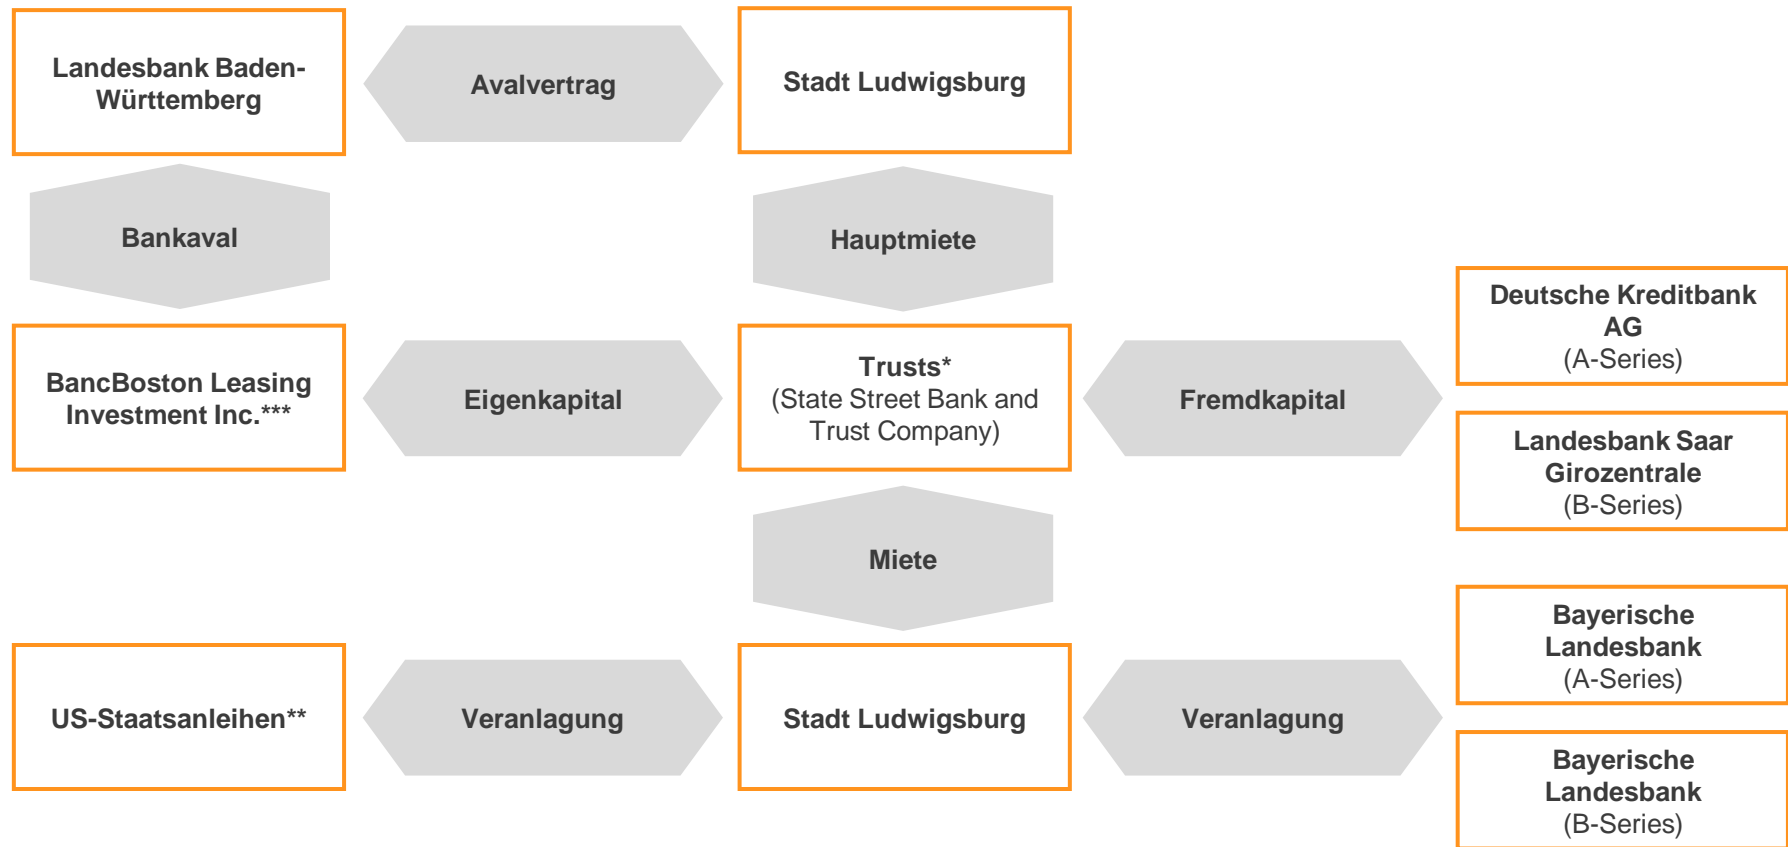 Landesbank Baden-
Württemberg
Avalvertrag
Stadt Ludwigsburg
Bankaval
Hauptmiete
Deutsche Kreditbank
AG
(A-Series)
BancBoston Leasing
Investment Inc.***
Eigenkapital
Trusts*
(State Street Bank and
Trust Company)
Fremdkapital
Landesbank Saar
Girozentrale
(B-Series)
Miete
Bayerische
Landesbank
(A-Series)
US-Staatsanleihen**
Veranlagung
Stadt Ludwigsburg
Veranlagung
Bayerische
Landesbank
(B-Series)